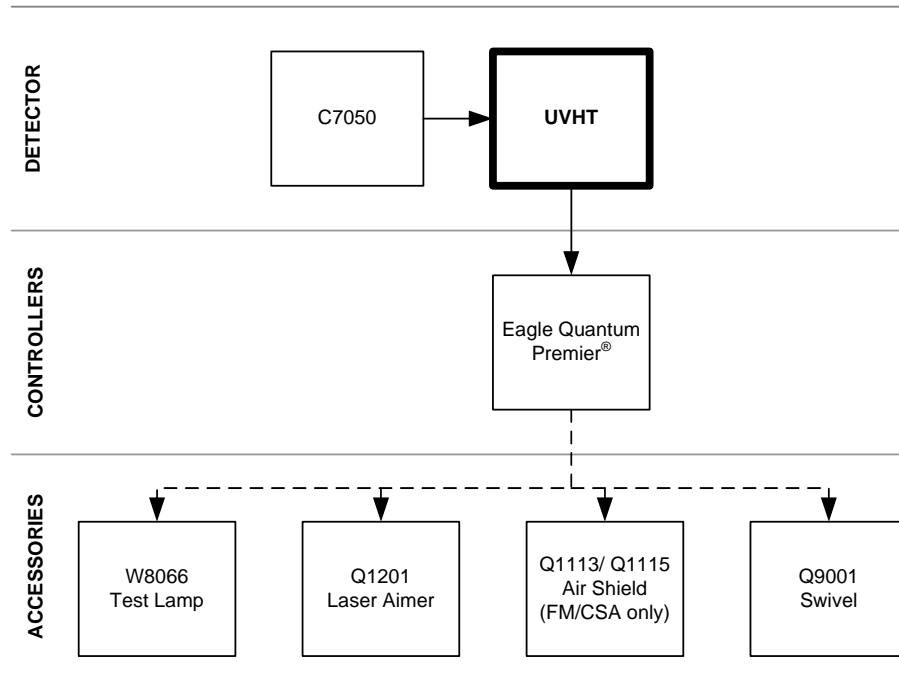 DETECTOR
C7050
UVHT
CONTROLLERS
Eagle Quantum
Premier®
ACCESSORIES
W8066
Test Lamp
Q1201
Laser Aimer
Q1113/ Q1115
Air Shield
(FM/CSA only)
Q9001
Swivel